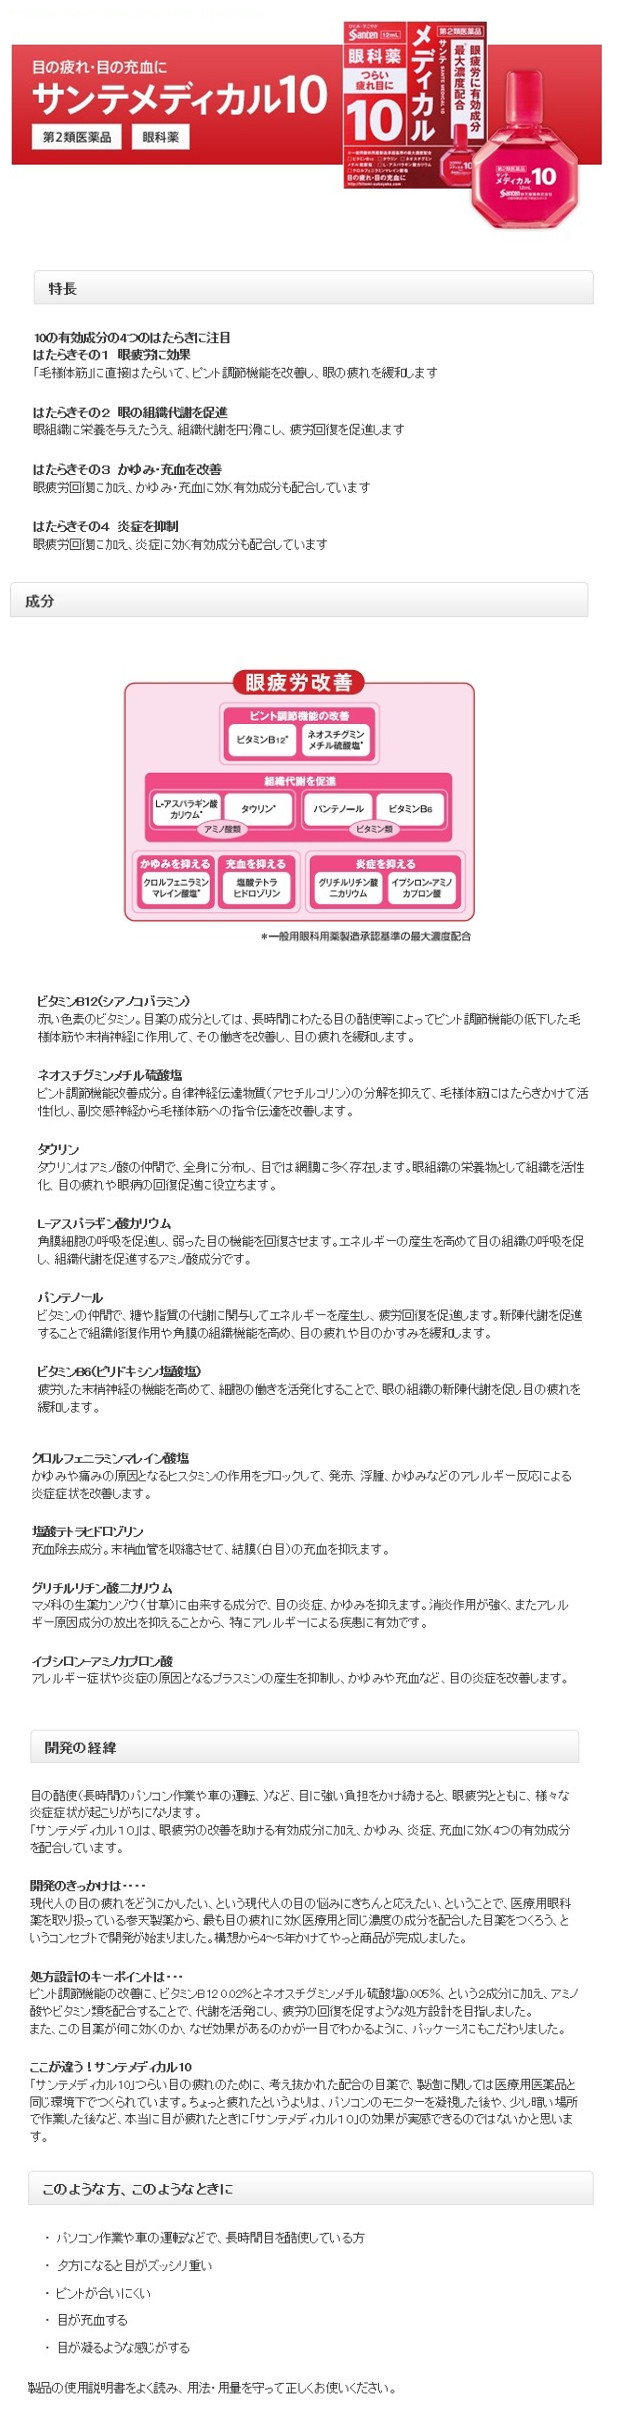 目の疲れ・目の充血に
サンテメディカル10
第2類医薬品 眼科薬
Santen 12mL
第2類医薬品
眼科薬
つらい
疲れ目に
10
サンテ
メディカル
SANTE MEDICAL 10
眼疲労に有効成分
最大濃度配合
目の疲れ・目の充血に
第2類医薬品
サンテ
メディカル10
12mL
Santen
特長
10の有効成分の4つのはたらきに注目
はたらきその1 眼疲労に効果
「毛様体筋」に直接はたらいて、ピント調節機能を改善し、眼の疲れを緩和します
はたらきその2 眼の組織代謝を促進
眼組織に栄養を与えたうえ、組織代謝を円滑にし、疲労回復を促進します
はたらきその3 かゆみ・充血を改善
眼疲労回復に加え、かゆみ・充血に効く有効成分も配合しています
はたらきその4 炎症を抑制
眼疲労回復に加え、炎症に効く有効成分も配合しています
成分
眼疲労改善
ピント調節機能の改善
ビタミンB12*
ネオスチグミン
メチル硫酸塩*
組織代謝を促進
L-アスパラギン酸
カリウム*
タウリン*
パンテノール
ビタミンB6
アミノ酸類
ビタミン類
かゆみを抑える
クロルフェニラミン
マレイン酸塩*
充血を抑える
塩酸テトラ
ヒドロゾリン
炎症を抑える
グリチルリチン酸
二カリウム
イプシロン-アミノ
カプロン酸
*一般用眼科用薬製造承認基準の最大濃度配合
ビタミンB12(シアノコバラミン)
赤い色素のビタミン。目薬の成分としては、長時間にわたる目の酷使等によってピント調節機能の低下した毛
様体筋や末梢神経に作用して、その働きを改善し、目の疲れを緩和します。
ネオスチグミンメチル硫酸塩
ピント調節機能改善成分。自律神経伝達物質(アセチルコリン)の分解を抑えて、毛様体筋にはたらきかけて活
性化し、副交感神経から毛様体筋への指令伝達を改善します。
タウリン
タウリンはアミノ酸の仲間で、全身に分布し、目では網膜に多く存在します。眼組織の栄養物として組織を活性
化、目の疲れや眼病の回復促進に役立ちます。
L-アスパラギン酸カリウム
角膜細胞の呼吸を促進し、弱った目の機能を回復させます。エネルギーの産生を高めて目の組織の呼吸を促
し、組織代謝を促進するアミノ酸成分です。
パンテノール
ビタミンの仲間で、糖や脂質の代謝に関与してエネルギーを産生し、疲労回復を促進します。新陳代謝を促進
することで組織修復作用や角膜の組織機能を高め、目の疲れや目のかすみを緩和します。
ビタミンB6(ピリドキシン塩酸塩)
疲労した末梢神経の機能を高めて、細胞の働きを活発化することで、眼の組織の新陳代謝を促し目の疲れを
緩和します。
クロルフェニラミンマレイン酸塩
かゆみや痛みの原因となるヒスタミンの作用をブロックして、発赤、浮腫、かゆみなどのアレルギー反応による
炎症症状を改善します。
塩酸テトラヒドロゾリン
充血除去成分。末梢血管を収縮させて、結膜(白目)の充血を抑えます。
グリチルリチン酸二カリウム
マメ科の生薬カンゾウ(甘草)に由来する成分で、目の炎症、かゆみを抑えます。消炎作用が強く、またアレル
ギー原因成分の放出を抑えることから、特にアレルギーによる疾患に有効です。
イプシロン-アミノカプロン酸
アレルギー症状や炎症の原因となるプラスミンの産生を抑制し、かゆみや充血など、目の炎症を改善します。
開発の経緯
目の酷使(長時間のパソコン作業や車の運転、)など、目に強い負担をかけ続けると、眼疲労とともに、様々な
炎症症状が起こりがちになります。
「サンテメディカル10」は、眼疲労の改善を助ける有効成分に加え、かゆみ、炎症、充血に効く4つの有効成分
を配合しています。
開発のきっかけは・・・・
現代人の目の疲れをどうにかしたい、という現代人の目の悩みにきちんと応えたい、ということで、医療用眼科
薬を取り扱っている参天製薬から、最も目の疲れに効く医療用と同じ濃度の成分を配合した目薬をつくろう、と
いうコンセプトで開発が始まりました。構想から4〜5年かけてやっと商品が完成しました。
処方設計のキーポイントは・・・
ピント調節機能の改善に、ビタミンB12 0.02%とネオスチグミンメチル硫酸塩0.005%、という2成分に加え、アミノ
酸やビタミン類を配合することで、代謝を活発にし、疲労の回復を促すような処方設計を目指しました。
また、この目薬が何に効くのか、なぜ効果があるのかが一目でわかるように、パッケージにもこだわりました。
ここが違う!サンテメディカル10
「サンテメディカル10」つらい目の疲れのために、考え抜かれた配合の目薬で、製造に関しては医療用医薬品と
同じ環境下でつくられています。ちょっと疲れたというよりは、パソコンのモニターを凝視した後や、少し暗い場所
で作業した後など、本当に目が疲れたときに「サンテメディカル10」の効果が実感できるのではないかと思いま
す。
このような方、このようなときに
・ パソコン作業や車の運転などで、長時間目を酷使している方
・ 夕方になると目がズッシリ重い
・ ピントが合いにくい
・ 目が充血する
・ 目が凝るような感じがする
製品の使用説明書をよく読み、用法・用量を守って正しくお使いください。